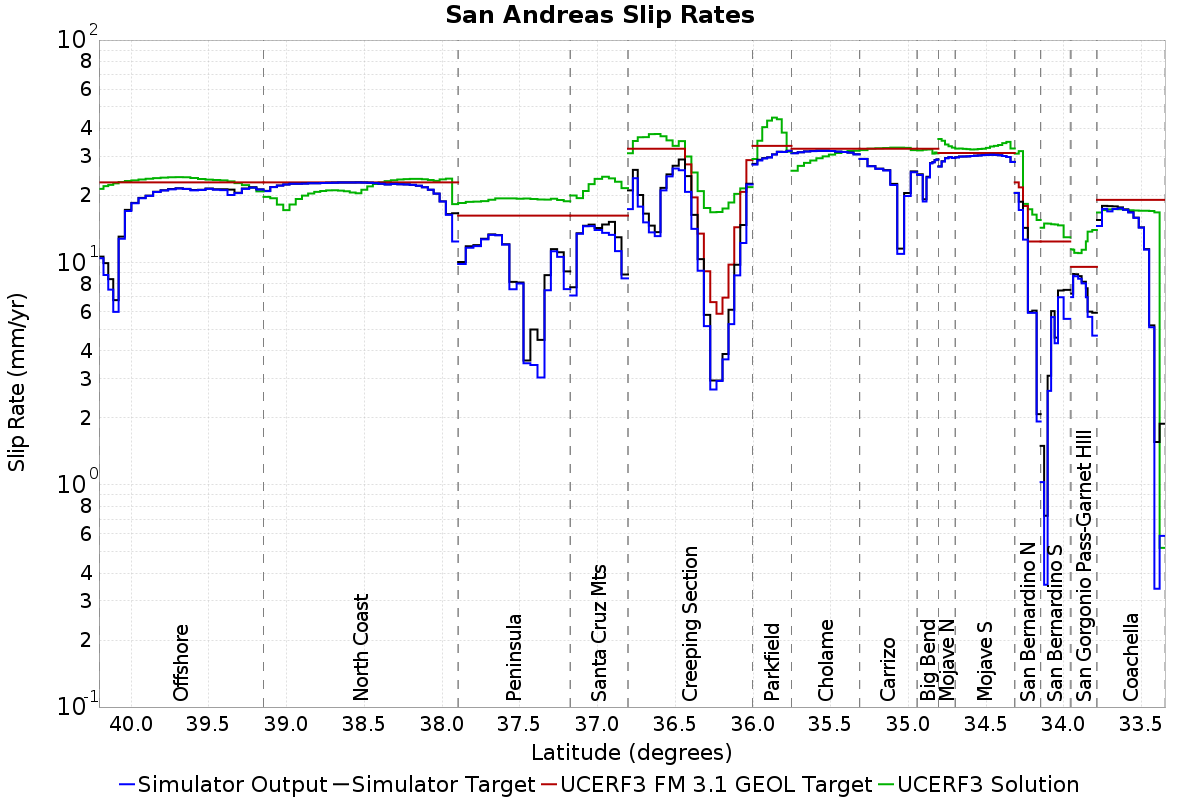 San Andreas Slip Rates
Slip Rate (mm/yr)
10^2
8
6
4
3
2
10^1
8
6
4
3
2
10^0
8
6
4
3
2
10^-1
Offshore
North Coast
Peninsula
Santa Cruz Mts
Creeping Section
Parkfield
Cholame
Carrizo
Big Bend
Mojave N
Mojave S
San Bernardino N
San Bernardino S
San Gorgonio Pass-Garnet HIll
Coachella
40.0 39.5 39.0 38.5 38.0 37.5 37.0 36.5 36.0 35.5 35.0 34.5 34.0 33.5
Latitude (degrees)
Simulator Output Simulator Target UCERF3 FM 3.1 GEOL Target UCERF3 Solution